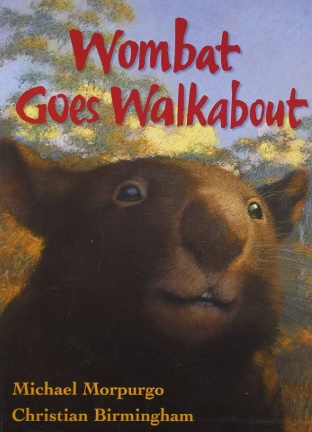 Wombat
Goes Walkabout
Michael Morpurgo
Christian Birmingham